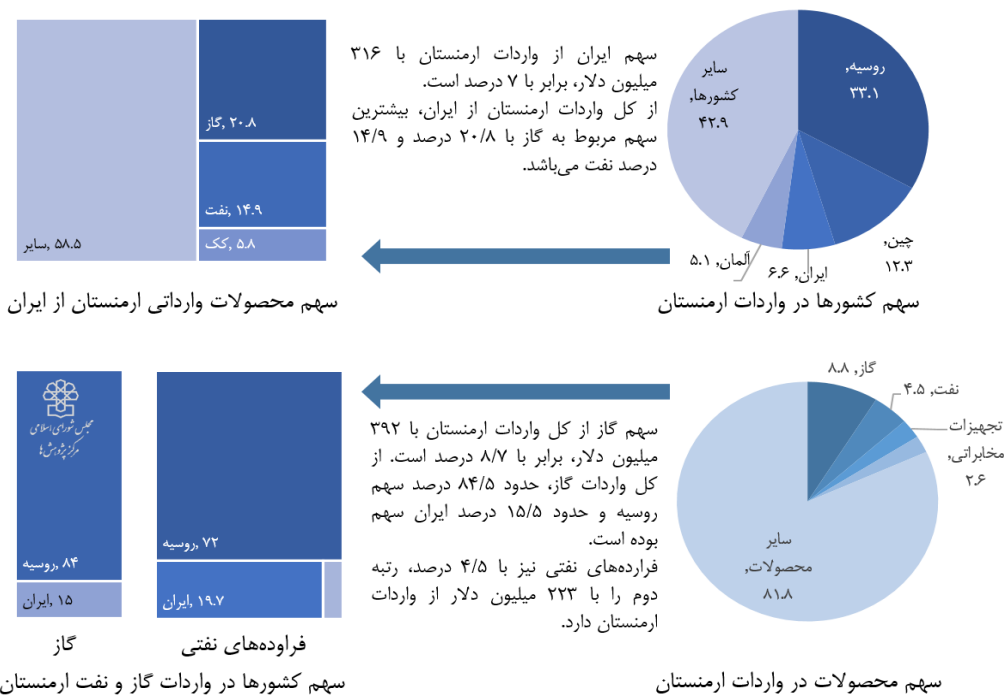 روسیه,
۳۳.۱
سایر
کشورها,
۴۲.۹
چین,
۱۲.۳
ایران, ۶.۶
آلمان, ۵.۱
سهم کشورها در واردات ارمنستان
سهم ایران از واردات ارمنستان با ۳۱۶
میلیون دلار، برابر با ۷ درصد است.
از کل واردات ارمنستان از ایران، بیشترین
سهم مربوط به گاز با ۲۰/۸ درصد و ۱۴/۹
درصد نفت می‌باشد.
گاز, ۲۰.۸
نفت, ۱۴.۹
کک, ۵.۸
سایر, ۵۸.۵
سهم محصولات وارداتی ارمنستان از ایران
گاز, ۸.۸
نفت, ۴.۵
تجهیزات
مخابراتی,
۲.۶
سایر
محصولات,
۸۱.۸
سهم محصولات در واردات ارمنستان
سهم گاز از کل واردات ارمنستان با ۳۹۲
میلیون دلار، برابر با ۸/۷ درصد است. از
کل واردات گاز، حدود ۸۴/۵ درصد سهم
روسیه و حدود ۱۵/۵ درصد ایران سهم
بوده است.
فرارده‌های نفتی نیز با ۴/۵ درصد، رتبه
دوم را با ۲۲۳ میلیون دلار از واردات
ارمنستان دارد.
روسیه, ۷۲
ایران, ۱۹.۷
فراوده‌های نفتی
مجلس شورای اسلامی
مرکز پژوهش‌ها
روسیه, ۸۴
ایران, ۱۵
گاز
سهم کشورها در واردات گاز و نفت ارمنستان